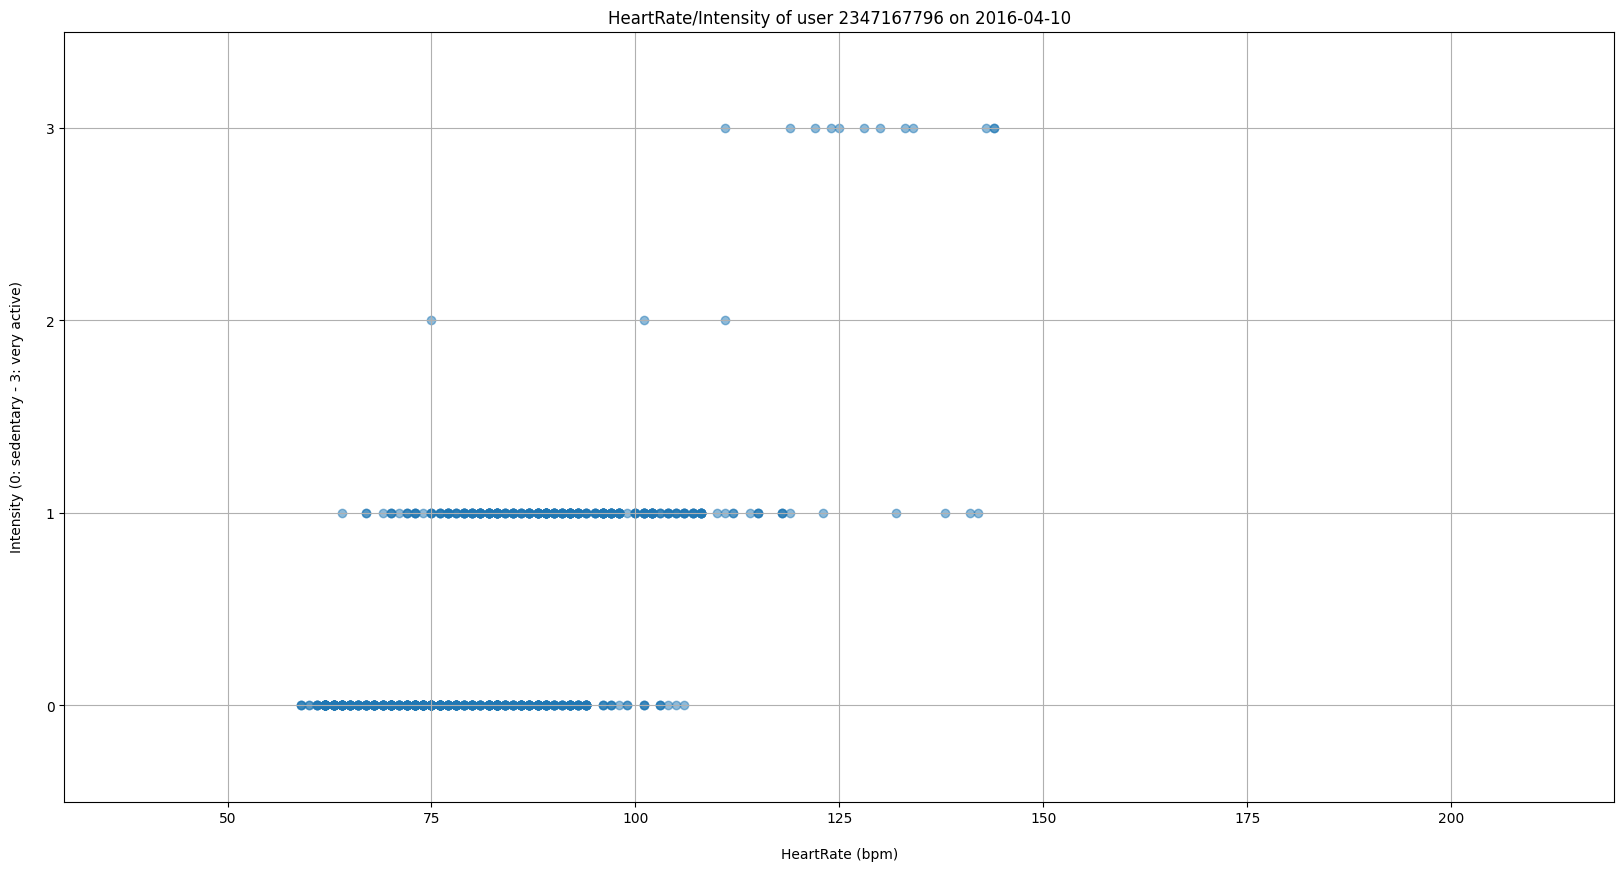 HeartRate/Intensity of user 2347167796 on 2016-04-10
Intensity (0: sedentary - 3: very active)
3
2
1
0
50 75 100 125 150 175 200
HeartRate (bpm)